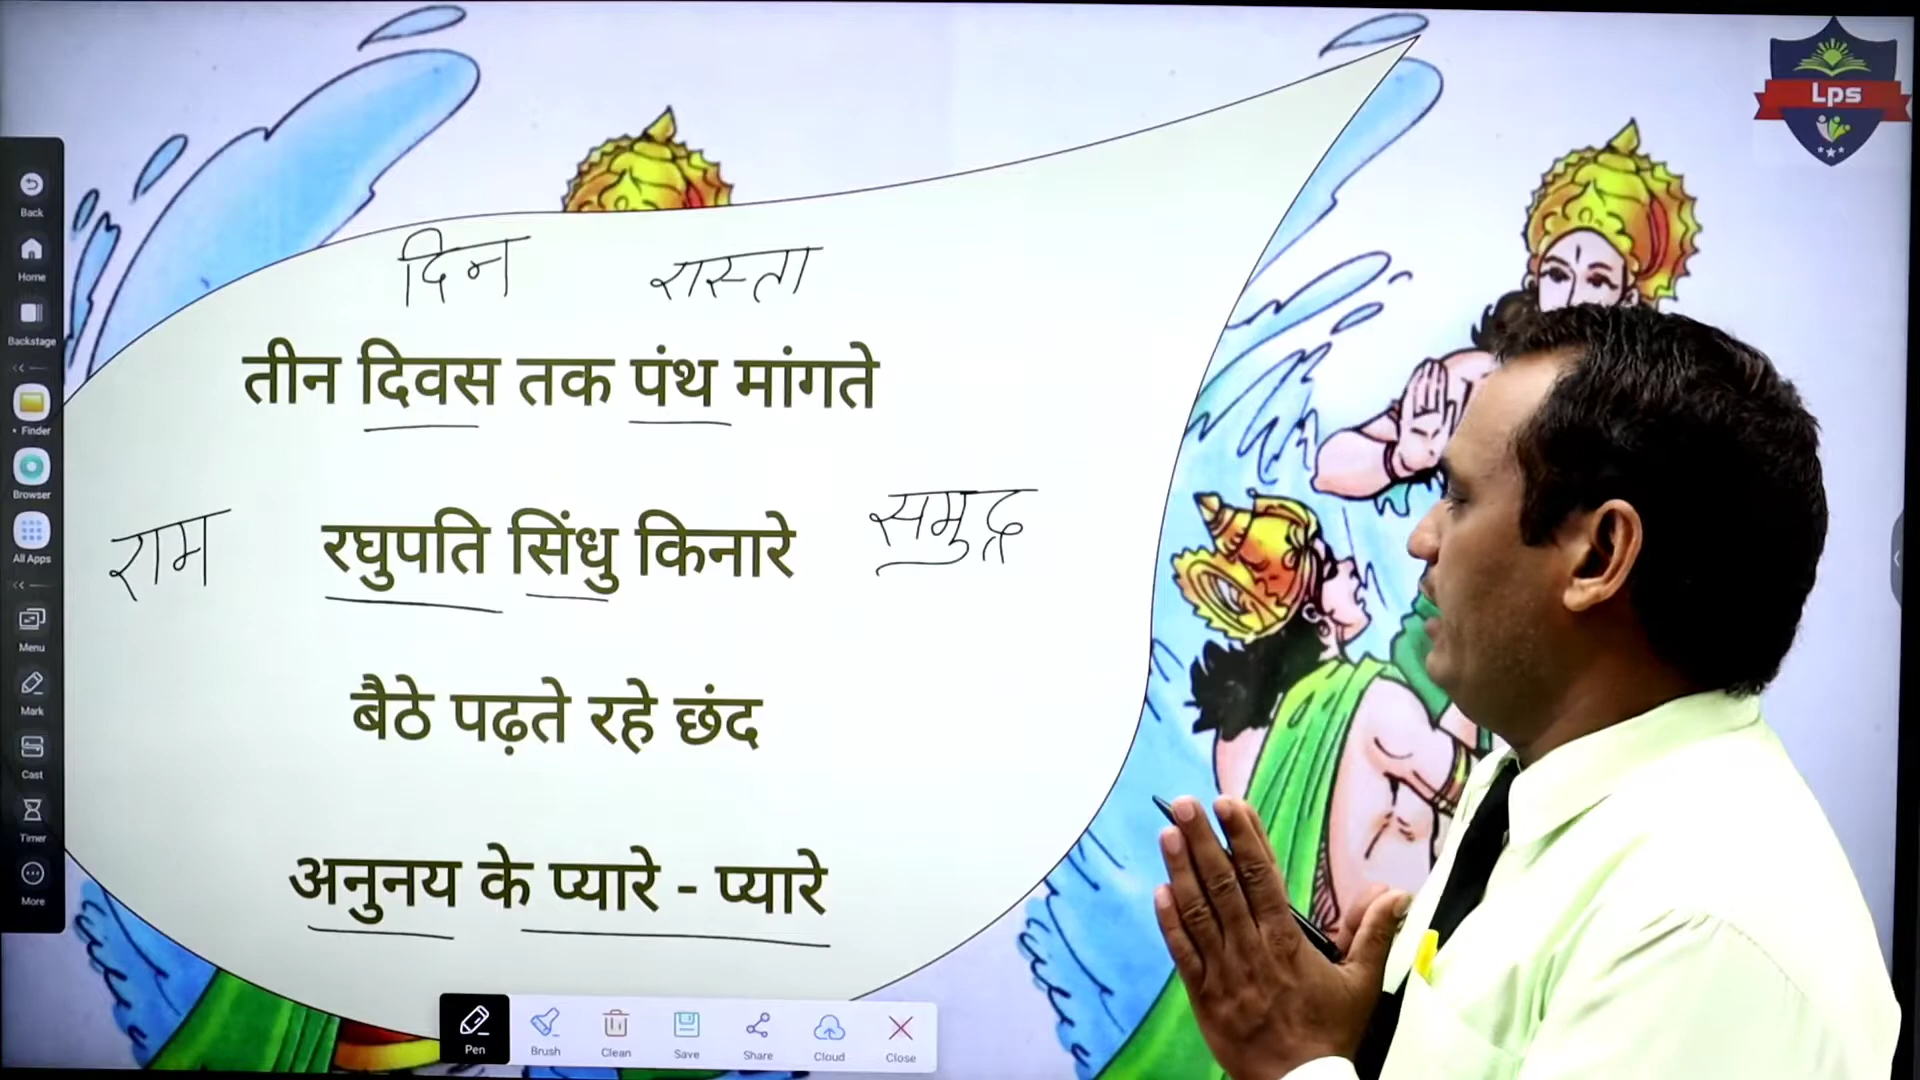 Lps
दिन रास्ता
तीन दिवस तक पंथ मांगते
राम रघुपति सिंधु किनारे समुद्र
बैठे पढ़ते रहे छंद
अनुनय के प्यारे - प्यारे
Back
Home
Backstage
Finder
Browser
All Apps
Menu
Mark
Cast
Timer
More
Pen Brush Clean Save Share Cloud Close